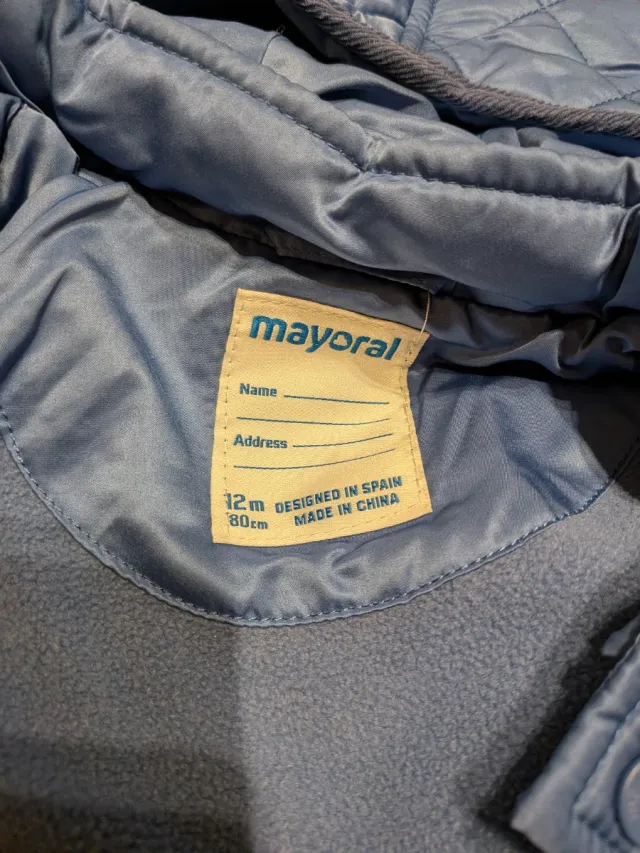 mayoral
Name
Address
12m DESIGNED IN SPAIN
80cm MADE IN CHINA